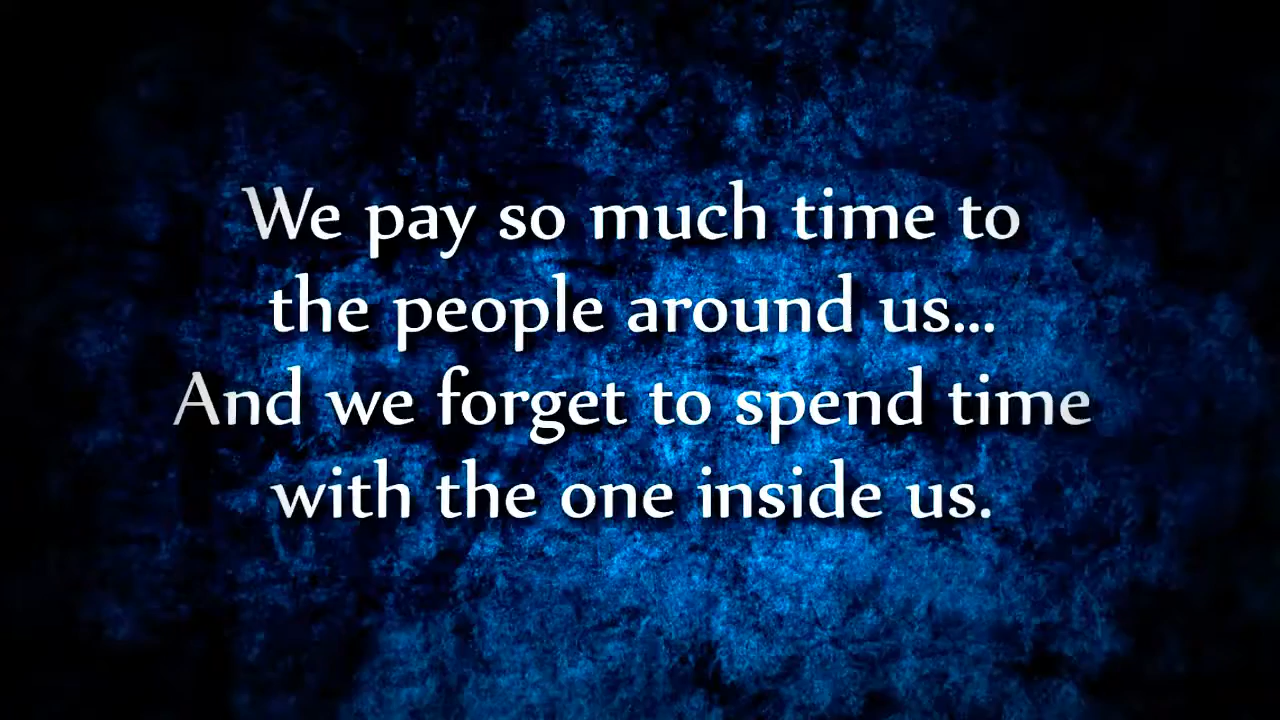 We pay so much time to
the people around us...
And we forget to spend time
with the one inside us.